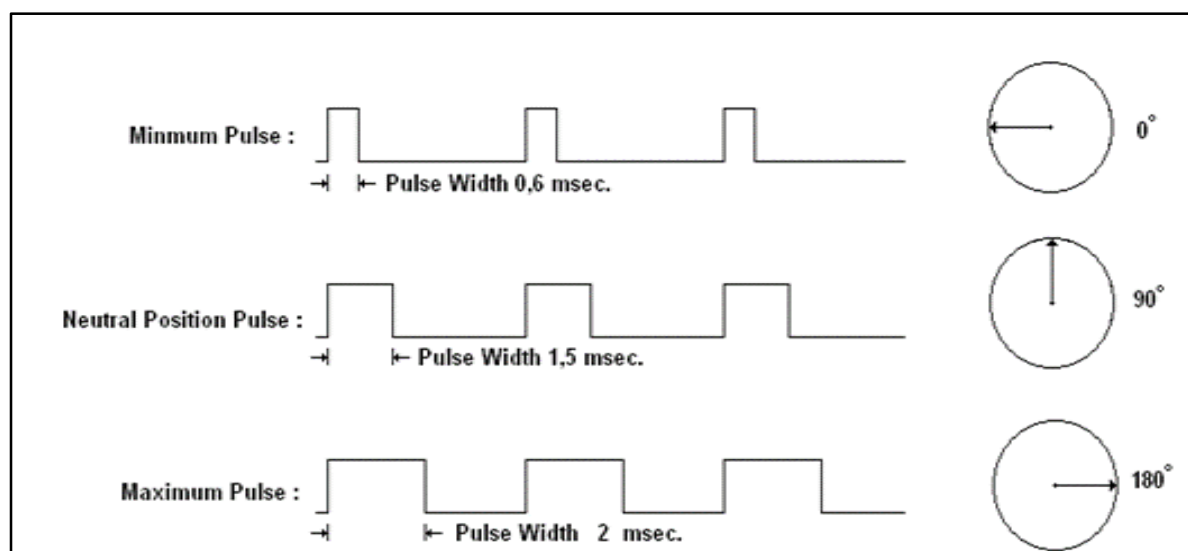 Minmum Pulse :
0°
Pulse Width 0,6 msec.
Neutral Position Pulse :
90°
Pulse Width 1,5 msec.
Maximum Pulse :
180°
Pulse Width 2 msec.